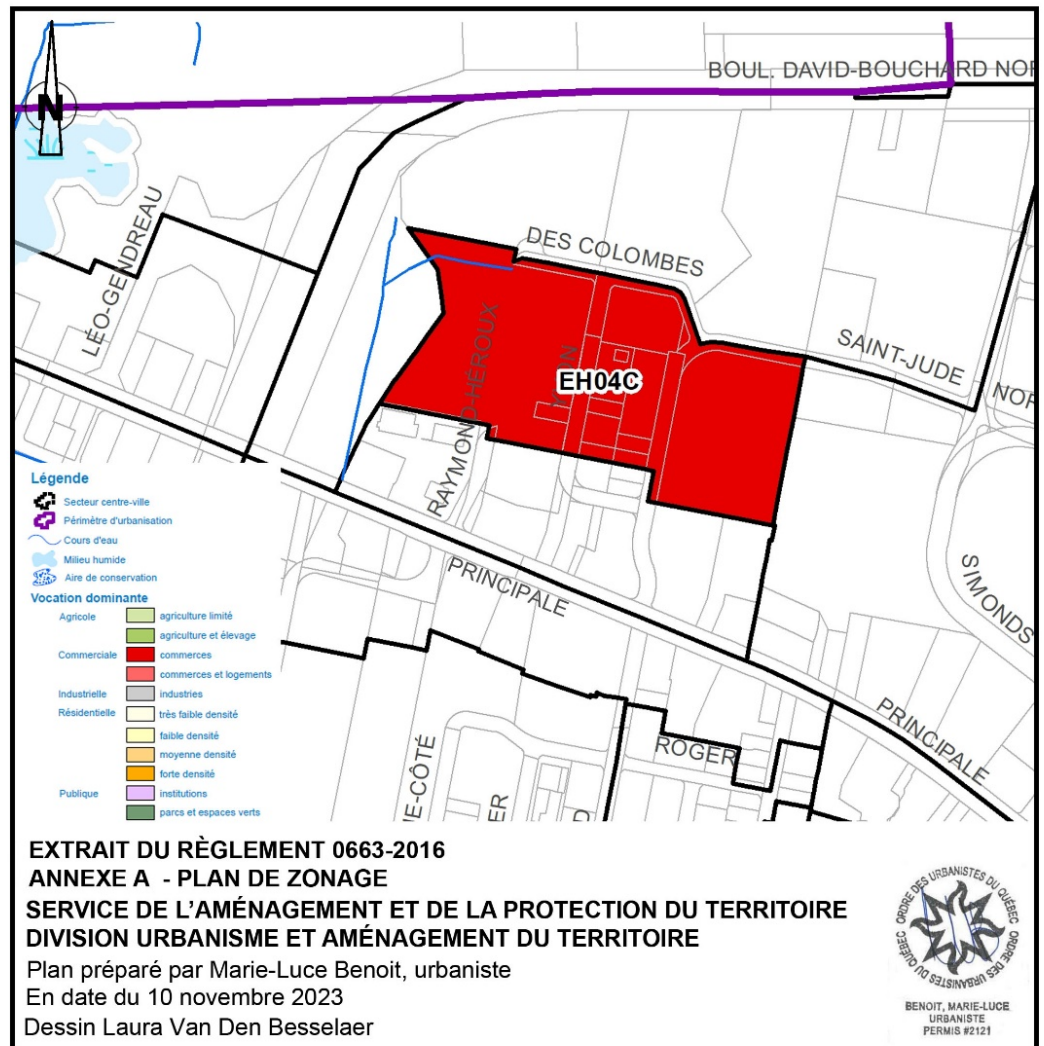 BOUL. DAVID-BOUCHARD NOR
N
LÉO-GENDREAU
DES COLOMBES
SAINT-JUDE
NOR
RAYMOND-HÉROUX
EH04C
PRINCIPALE
SIMONDS
PRINCIPALE
ROGER
E-CÔTÉ
ER
D
Légende
Secteur centre-ville
Périmètre d'urbanisation
Cours d'eau
Milieu humide
Aire de conservation
Vocation dominante
Agricole agriculture limité
agriculture et élevage
Commerciale commerces
commerces et logements
Industrielle industries
Résidentielle très faible densité
faible densité
moyenne densité
forte densité
Publique institutions
parcs et espaces verts
EXTRAIT DU RÈGLEMENT 0663-2016
ANNEXE A - PLAN DE ZONAGE
SERVICE DE L'AMÉNAGEMENT ET DE LA PROTECTION DU TERRITOIRE
DIVISION URBANISME ET AMÉNAGEMENT DU TERRITOIRE
Plan préparé par Marie-Luce Benoit, urbaniste
En date du 10 novembre 2023
Dessin Laura Van Den Besselaer
ORDRE DES URBANISTES DU QUÉBEC ORDRE DES URBANISTES DU QUÉBEC
BENOIT, MARIE-LUCE
URBANISTE
PERMIS #2121